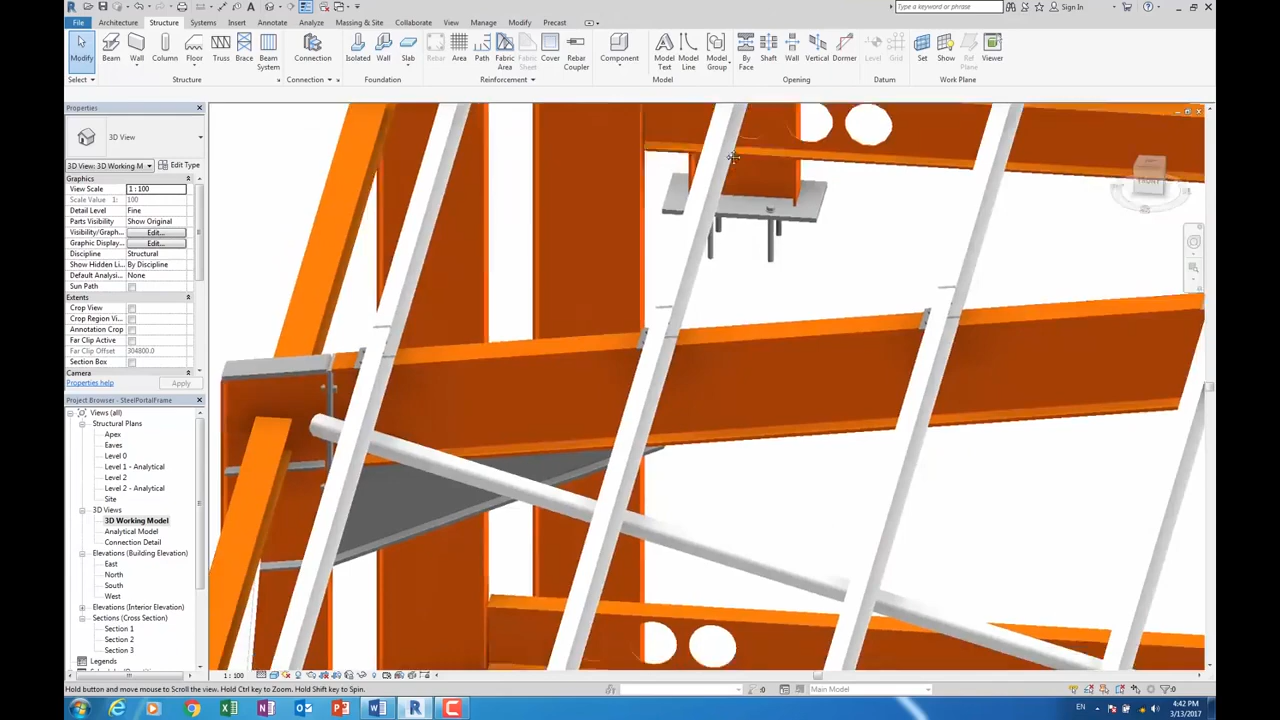 Type a keyword or phrase
Sign In
File Architecture Structure Systems Insert Annotate Analyze Massing & Site Collaborate View Manage Modify Precast
Modify Beam Wall Column Floor Truss Brace Beam System Connection Isolated Wall Slab Rebar Area Path Fabric Area Fabric Sheet Cover Rebar Coupler Component Model Text Model Line Model Group By Face Shaft Wall Vertical Dormer Level Grid Set Show Ref Plane Viewer
Select Structure Connection Foundation Reinforcement Model Opening Datum Work Plane
Properties
3D View
3D View: 3D Working M Edit Type
Graphics
View Scale 1 : 100
Scale Value 1: 100
Detail Level Fine
Parts Visibility Show Original
Visibility/Graph... Edit...
Graphic Display... Edit...
Discipline Structural
Show Hidden Li... By Discipline
Default Analysi... None
Sun Path
Extents
Crop View
Crop Region Vi...
Annotation Crop
Far Clip Active
Far Clip Offset 304800.0
Section Box
Camera
Properties help Apply
Project Browser - SteelPortalFrame
Views (all)
Structural Plans
Apex
Eaves
Level 0
Level 1 - Analytical
Level 2
Level 2 - Analytical
Site
3D Views
3D Working Model
Analytical Model
Connection Detail
Elevations (Building Elevation)
East
North
South
West
Elevations (Interior Elevation)
Sections (Cross Section)
Section 1
Section 2
Section 3
Legends
FRONT
1 : 100
Hold button and move mouse to Scroll the view. Hold Ctrl key to Zoom. Hold Shift key to Spin.
:0 Main Model :0
EN 4:42 PM
3/13/2017